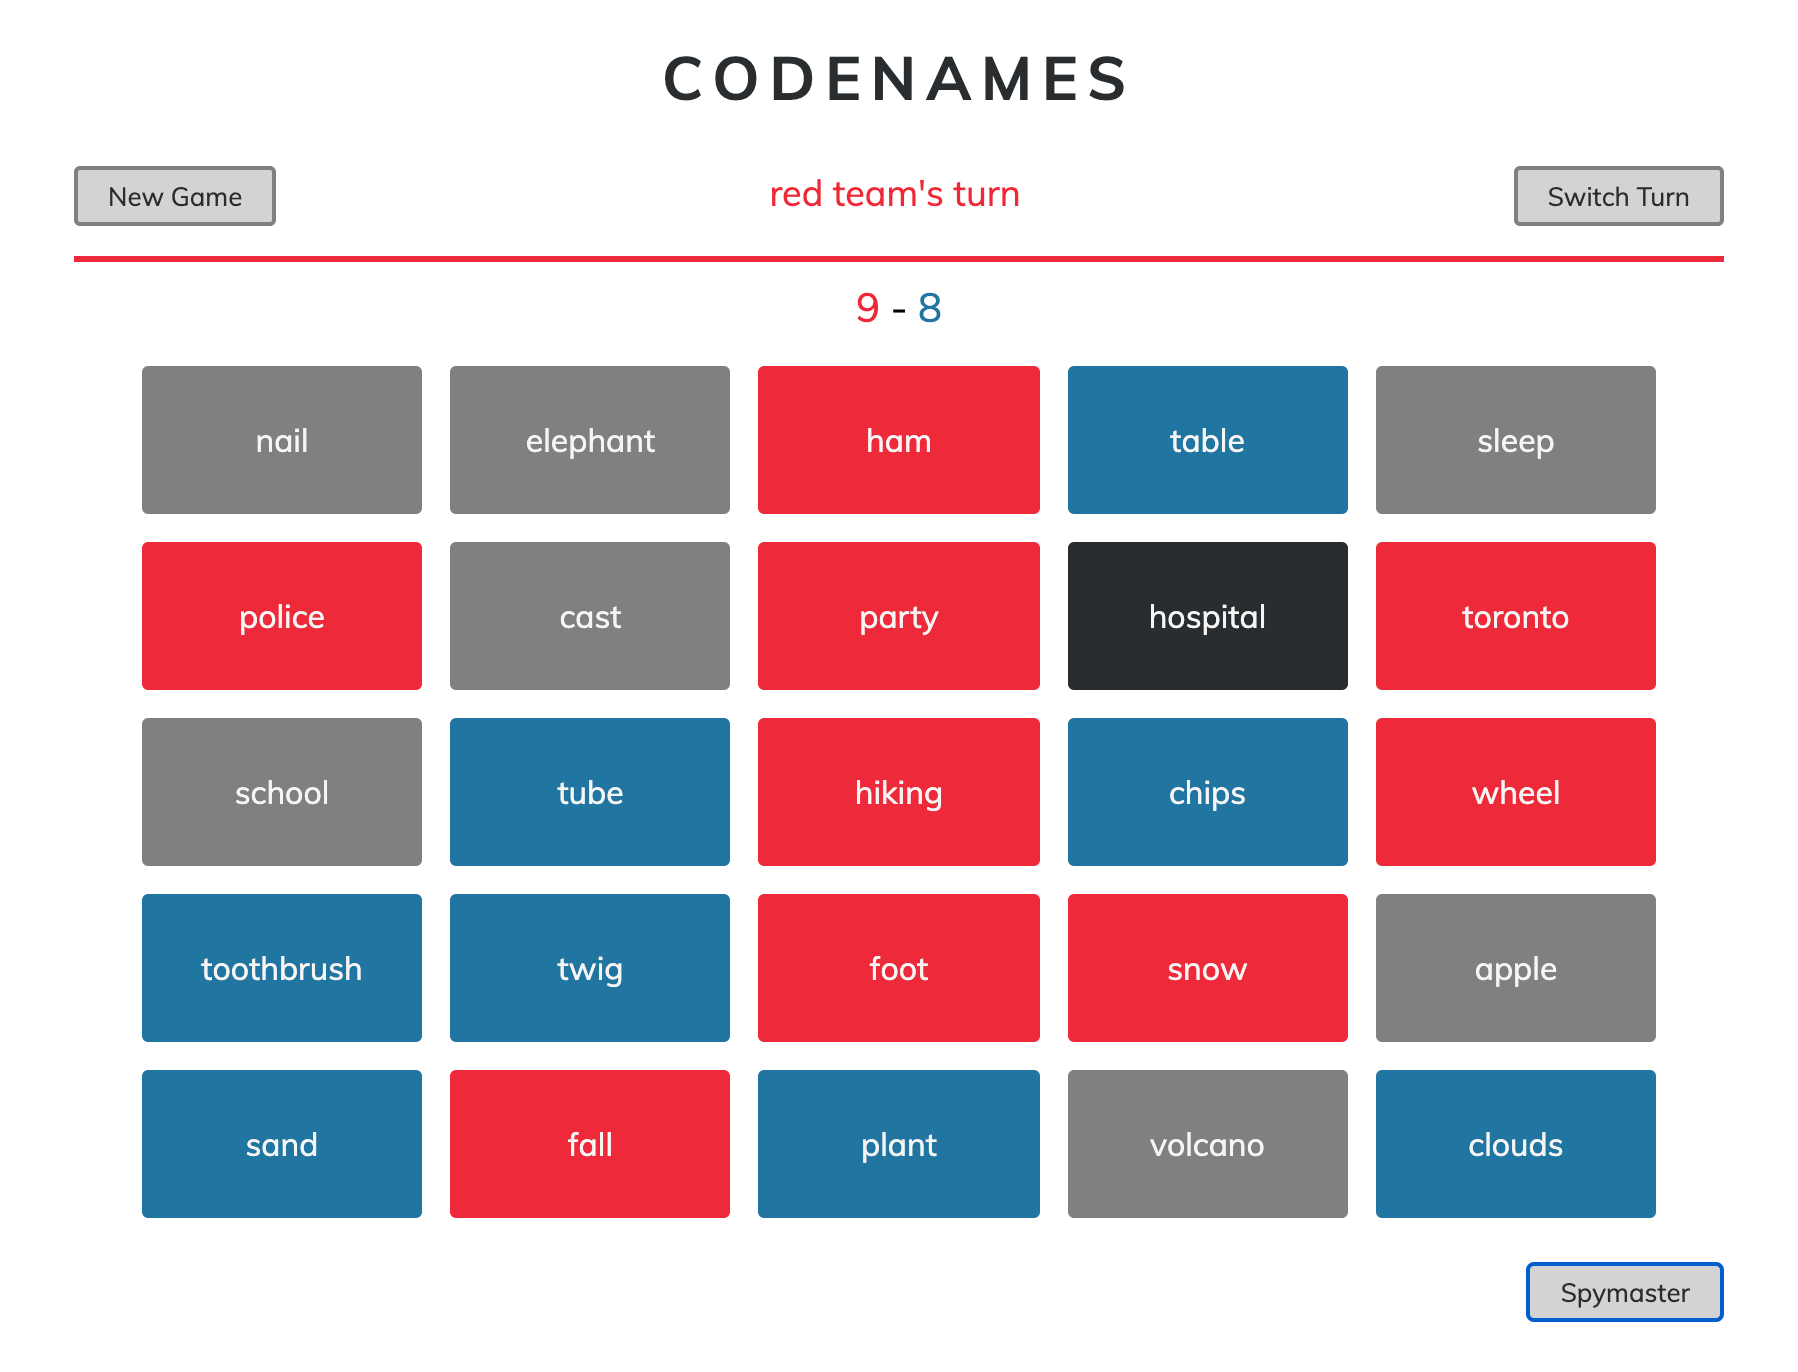 CODENAMES
New Game
red team's turn
Switch Turn
9 - 8
nail
elephant
ham
table
sleep
police
cast
party
hospital
toronto
school
tube
hiking
chips
wheel
toothbrush
twig
foot
snow
apple
sand
fall
plant
volcano
clouds
Spymaster